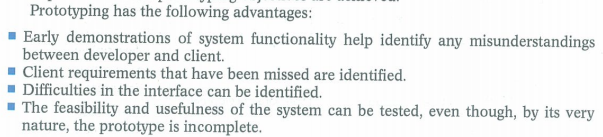 Prototyping has the following advantages:
■ Early demonstrations of system functionality help identify any misunderstandings
between developer and client.
■ Client requirements that have been missed are identified.
■ Difficulties in the interface can be identified.
■ The feasibility and usefulness of the system can be tested, even though, by its very
nature, the prototype is incomplete.